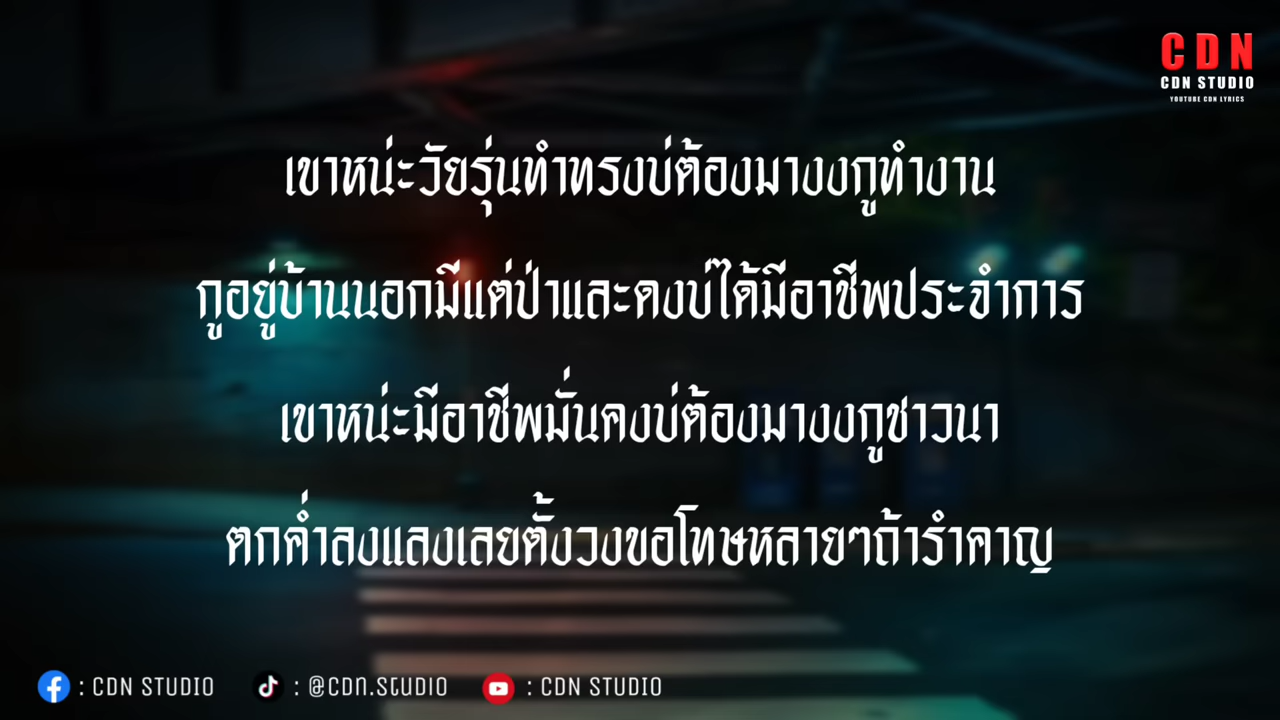 CDN
CDN STUDIO
YOUTUBE CDN LYRICS
เขาหน่ะวัยรุ่นทำทรงบ่ต้องมางงกูทำงาน
กูอยู่บ้านนอกมีแต่ป่าและดงบ่ได้มีอาชีพประจำการ
เขาหน่ะมีอาชีพมั่นคงบ่ต้องมางงกูชาวนา
ตกค่ำลงแลงเลยตั้งวงขอโทษหลายๆถ้ารำคาญ
: CDN STUDIO : @CDN.STUDIO : CDN STUDIO